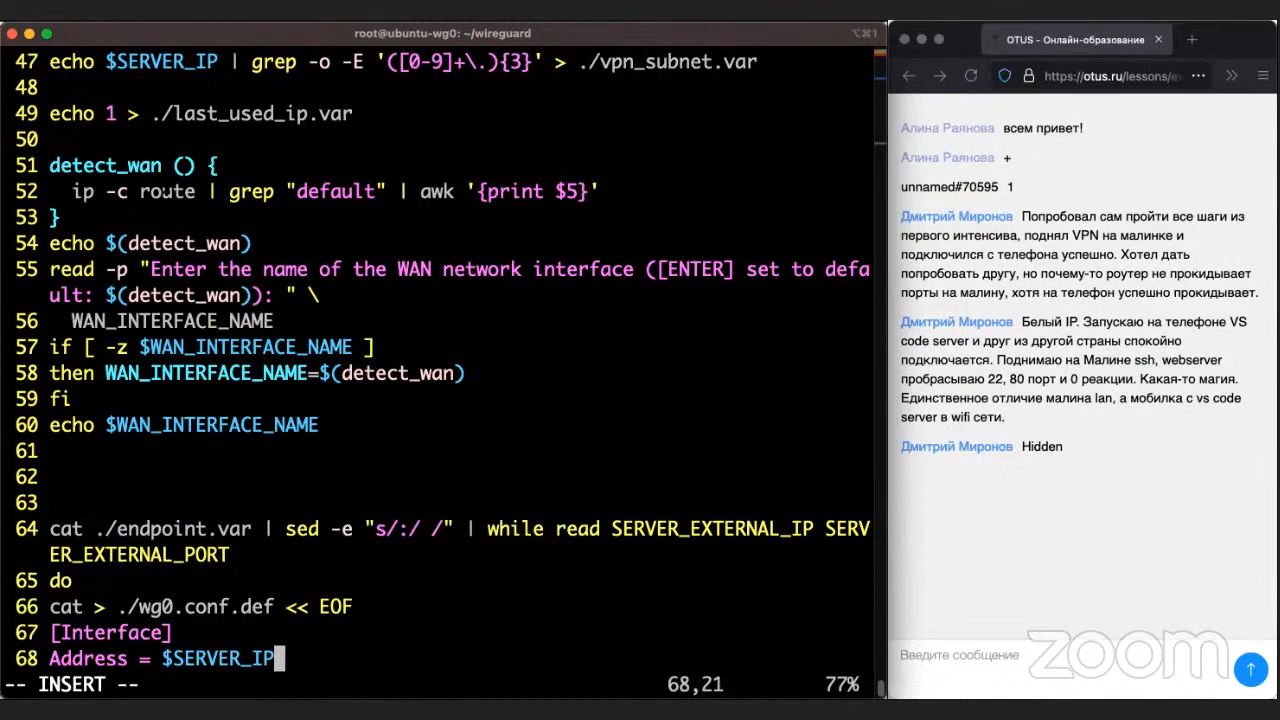 root@ubuntu-wg0: ~/wireguard
⌥⌘1
47 echo $SERVER_IP | grep -o -E '([0-9]+\.){3}' > ./vpn_subnet.var
48
49 echo 1 > ./last_used_ip.var
50
51 detect_wan () {
52   ip -c route | grep "default" | awk '{print $5}'
53 }
54 echo $(detect_wan)
55 read -p "Enter the name of the WAN network interface ([ENTER] set to defa
ult: $(detect_wan)): " \
56   WAN_INTERFACE_NAME
57 if [ -z $WAN_INTERFACE_NAME ]
58 then WAN_INTERFACE_NAME=$(detect_wan)
59 fi
60 echo $WAN_INTERFACE_NAME
61
62
63
64 cat ./endpoint.var | sed -e "s/:/ /" | while read SERVER_EXTERNAL_IP SERV
ER_EXTERNAL_PORT
65 do
66 cat > ./wg0.conf.def << EOF
67 [Interface]
68 Address = $SERVER_IP
-- INSERT --
68,21
77%
OTUS - Онлайн-образование
https://otus.ru/lessons/ev
Алина Раянова всем привет!
Алина Раянова +
unnamed#70595 1
Дмитрий Миронов Попробовал сам пройти все шаги из
первого интенсива, поднял VPN на малинке и
подключился с телефона успешно. Хотел дать
попробовать другу, но почему-то роутер не прокидывает
порты на малину, хотя на телефон успешно прокидывает.
Дмитрий Миронов Белый IP. Запускаю на телефоне VS
code server и друг из другой страны спокойно
подключается. Поднимаю на Малине ssh, webserver
пробрасываю 22, 80 порт и 0 реакции. Какая-то магия.
Единственное отличие малина lan, а мобилка с vs code
server в wifi сети.
Дмитрий Миронов Hidden
Введите сообщение
zoom